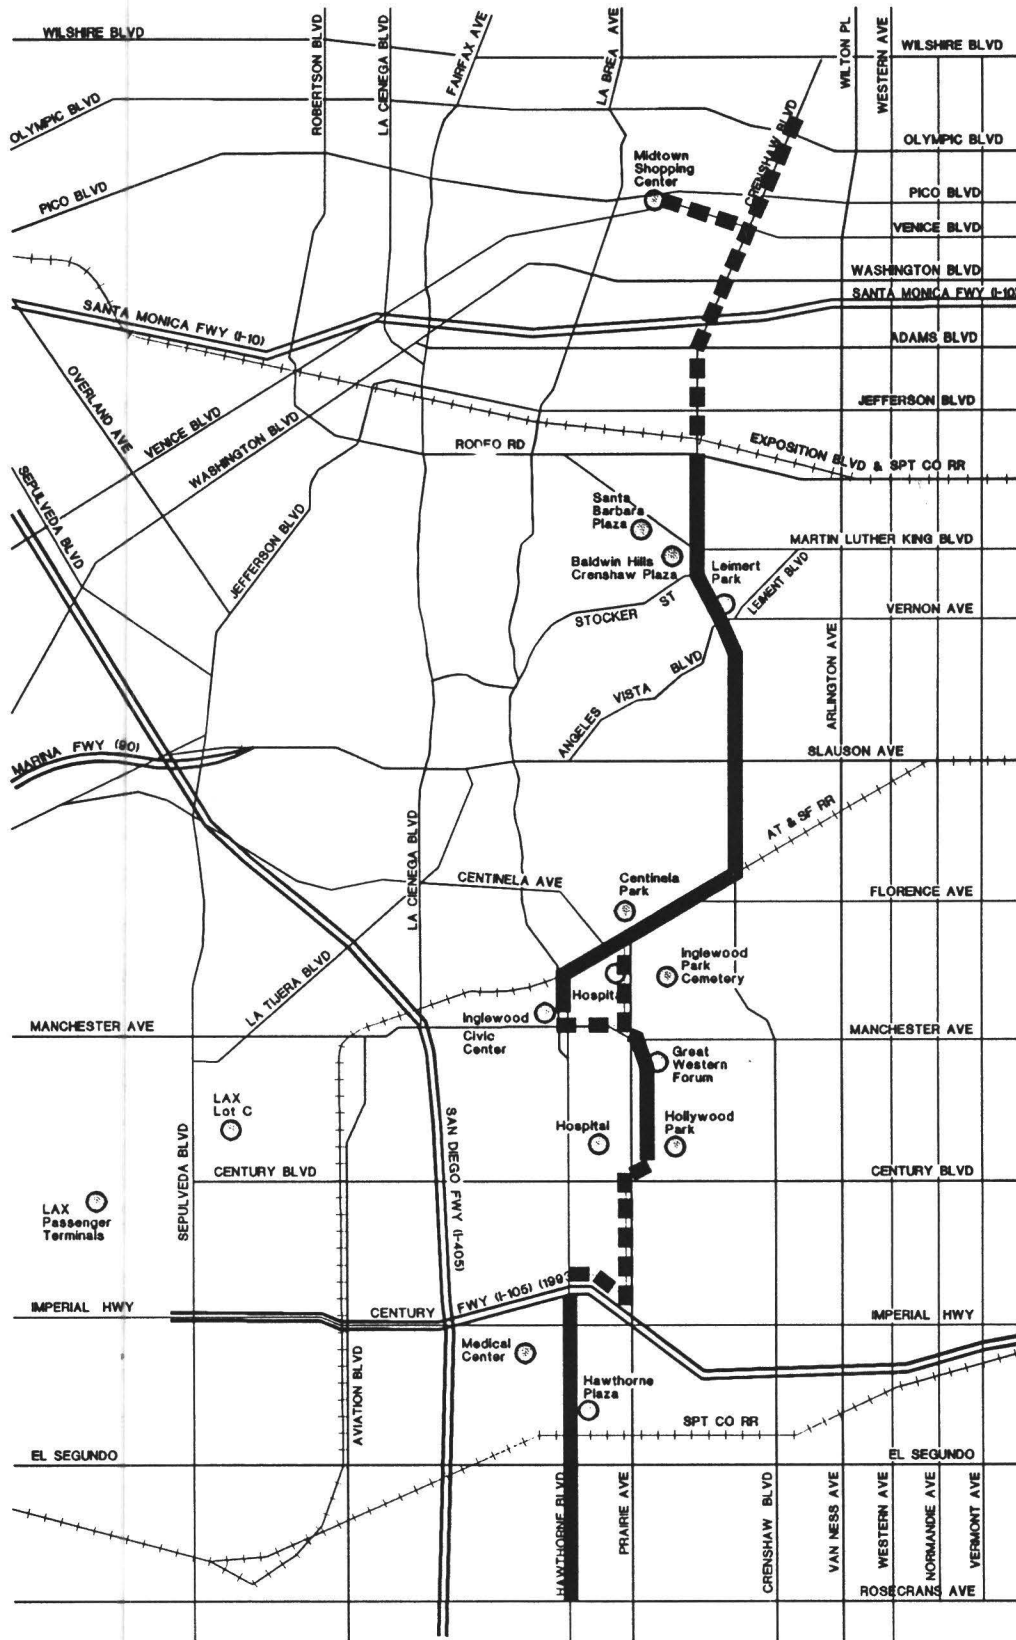 WILSHIRE BLVD
ROBERTSON BLVD
LA CIENEGA BLVD
FAIRFAX AVE
LA BREA AVE
WILTON PL
WESTERN AVE
WILSHIRE BLVD
OLYMPIC BLVD
CRENSHAW BLVD
OLYMPIC BLVD
Midtown
Shopping
Center
PICO BLVD
PICO BLVD
VENICE BLVD
WASHINGTON BLVD
SANTA MONICA FWY (I-10)
SANTA MONICA FWY (I-10)
ADAMS BLVD
OVERLAND AVE
VENICE BLVD
WASHINGTON BLVD
JEFFERSON BLVD
RODEO RD
EXPOSITION BLVD & SPT CO RR
SEPULVEDA BLVD
JEFFERSON BLVD
Santa
Barbara
Plaza
MARTIN LUTHER KING BLVD
Baldwin Hills
Crenshaw Plaza
Leimert
Park
LEIMENT BLVD
STOCKER ST
VERNON AVE
ARLINGTON AVE
ANGELES VISTA BLVD
MARINA FWY (90)
SLAUSON AVE
AT & SF RR
LA CIENEGA BLVD
CENTINELA AVE
Centinela
Park
FLORENCE AVE
LA TIJERA BLVD
Inglewood
Park
Cemetery
Hospital
Inglewood
Civic
Center
MANCHESTER AVE
MANCHESTER AVE
Great
Western
Forum
LAX
Lot C
SEPULVEDA BLVD
SAN DIEGO FWY (I-405)
Hospital
Hollywood
Park
CENTURY BLVD
CENTURY BLVD
LAX
Passenger
Terminals
IMPERIAL HWY
CENTURY FWY (I-105) (1993
IMPERIAL HWY
Medical
Center
AVIATION BLVD
Hawthorne
Plaza
SPT CO RR
EL SEGUNDO
EL SEGUNDO
HAWTHORNE BLVD
PRAIRIE AVE
CRENSHAW BLVD
VAN NESS AVE
WESTERN AVE
NORMANDIE AVE
VERMONT AVE
ROSECRANS AVE